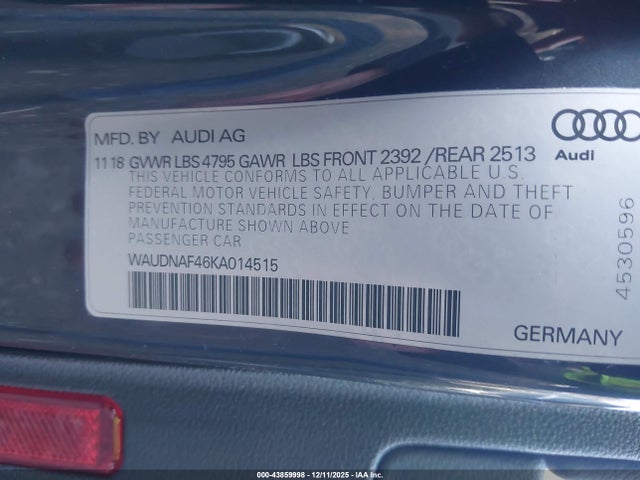 MFD. BY AUDI AG
11 18 GVWR LBS 4795 GAWR LBS FRONT 2392 /REAR 2513
THIS VEHICLE CONFORMS TO ALL APPLICABLE U.S.
FEDERAL MOTOR VEHICLE SAFETY, BUMPER AND THEFT
PREVENTION STANDARDS IN EFFECT ON THE DATE OF
MANUFACTURE SHOWN ABOVE
PASSENGER CAR
WAUDNAF46KA014515
Audi
4530596
GERMANY
000-43859998 - 12/11/2025 - IAA, Inc.